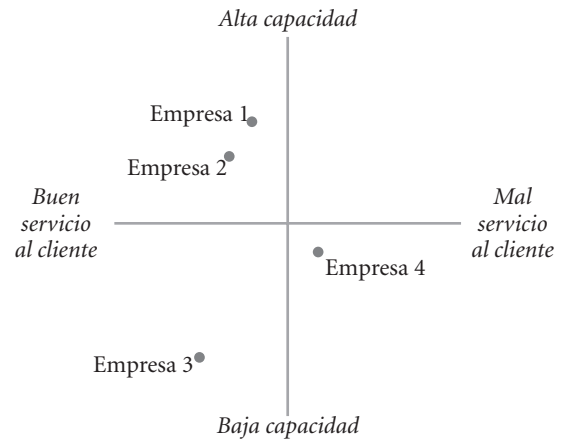 Alta capacidad
Empresa 1
Empresa 2
Buen
servicio
al cliente
Mal
servicio
al cliente
Empresa 4
Empresa 3
Baja capacidad